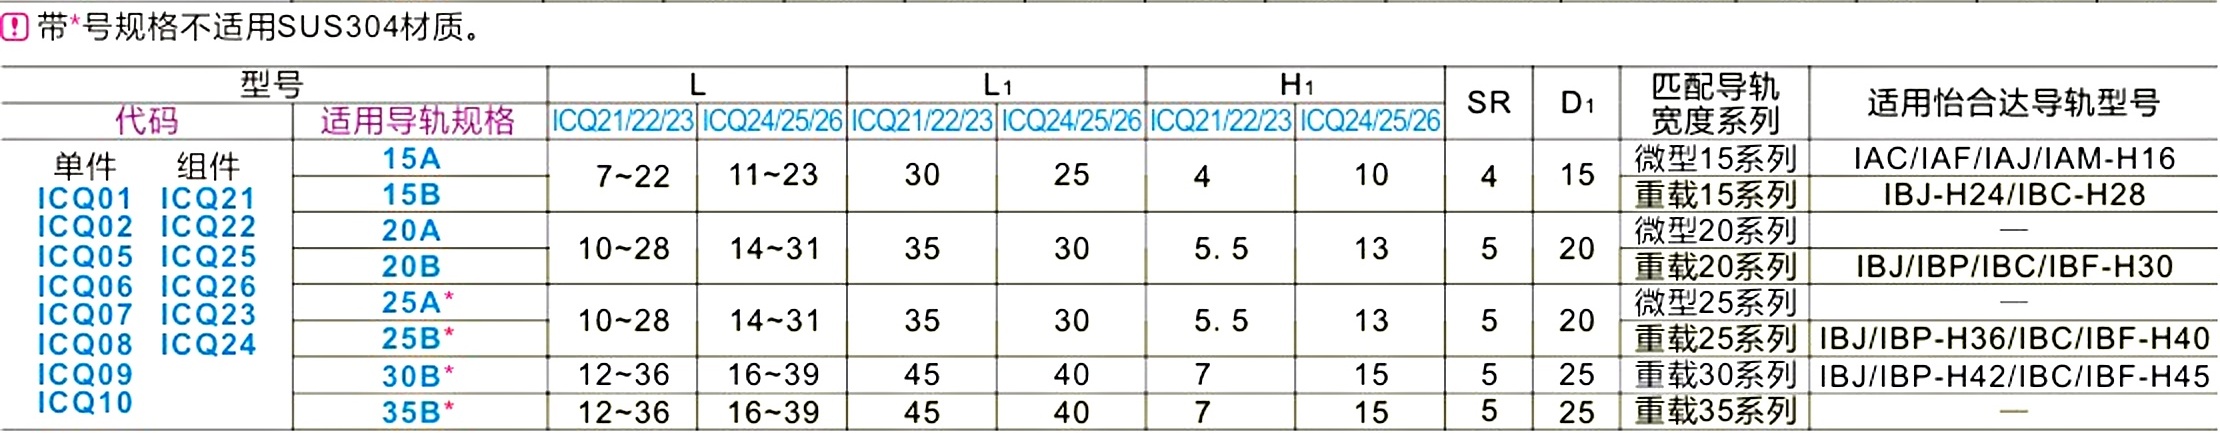 带*号规格不适用SUS304材质。
型号 L L1 H1 SR D1 匹配导轨宽度系列 适用怡合达导轨型号
代码 适用导轨规格 ICQ21/22/23 ICQ24/25/26 ICQ21/22/23 ICQ24/25/26 ICQ21/22/23 ICQ24/25/26
单件 组件 15A 7~22 11~23 30 25 4 10 4 15 微型15系列 IAC/IAF/IAJ/IAM-H16
ICQ01 ICQ21 15B 重载15系列 IBJ-H24/IBC-H28
ICQ02 ICQ22 20A 10~28 14~31 35 30 5.5 13 5 20 微型20系列 —
ICQ05 ICQ25 20B 重载20系列 IBJ/IBP/IBC/IBF-H30
ICQ06 ICQ26 25A* 10~28 14~31 35 30 5.5 13 5 20 微型25系列 —
ICQ07 ICQ23 25B* 重载25系列 IBJ/IBP-H36/IBC/IBF-H40
ICQ08 ICQ24
ICQ09 30B* 12~36 16~39 45 40 7 15 5 25 重载30系列 IBJ/IBP-H42/IBC/IBF-H45
ICQ10 35B* 12~36 16~39 45 40 7 15 5 25 重载35系列 —